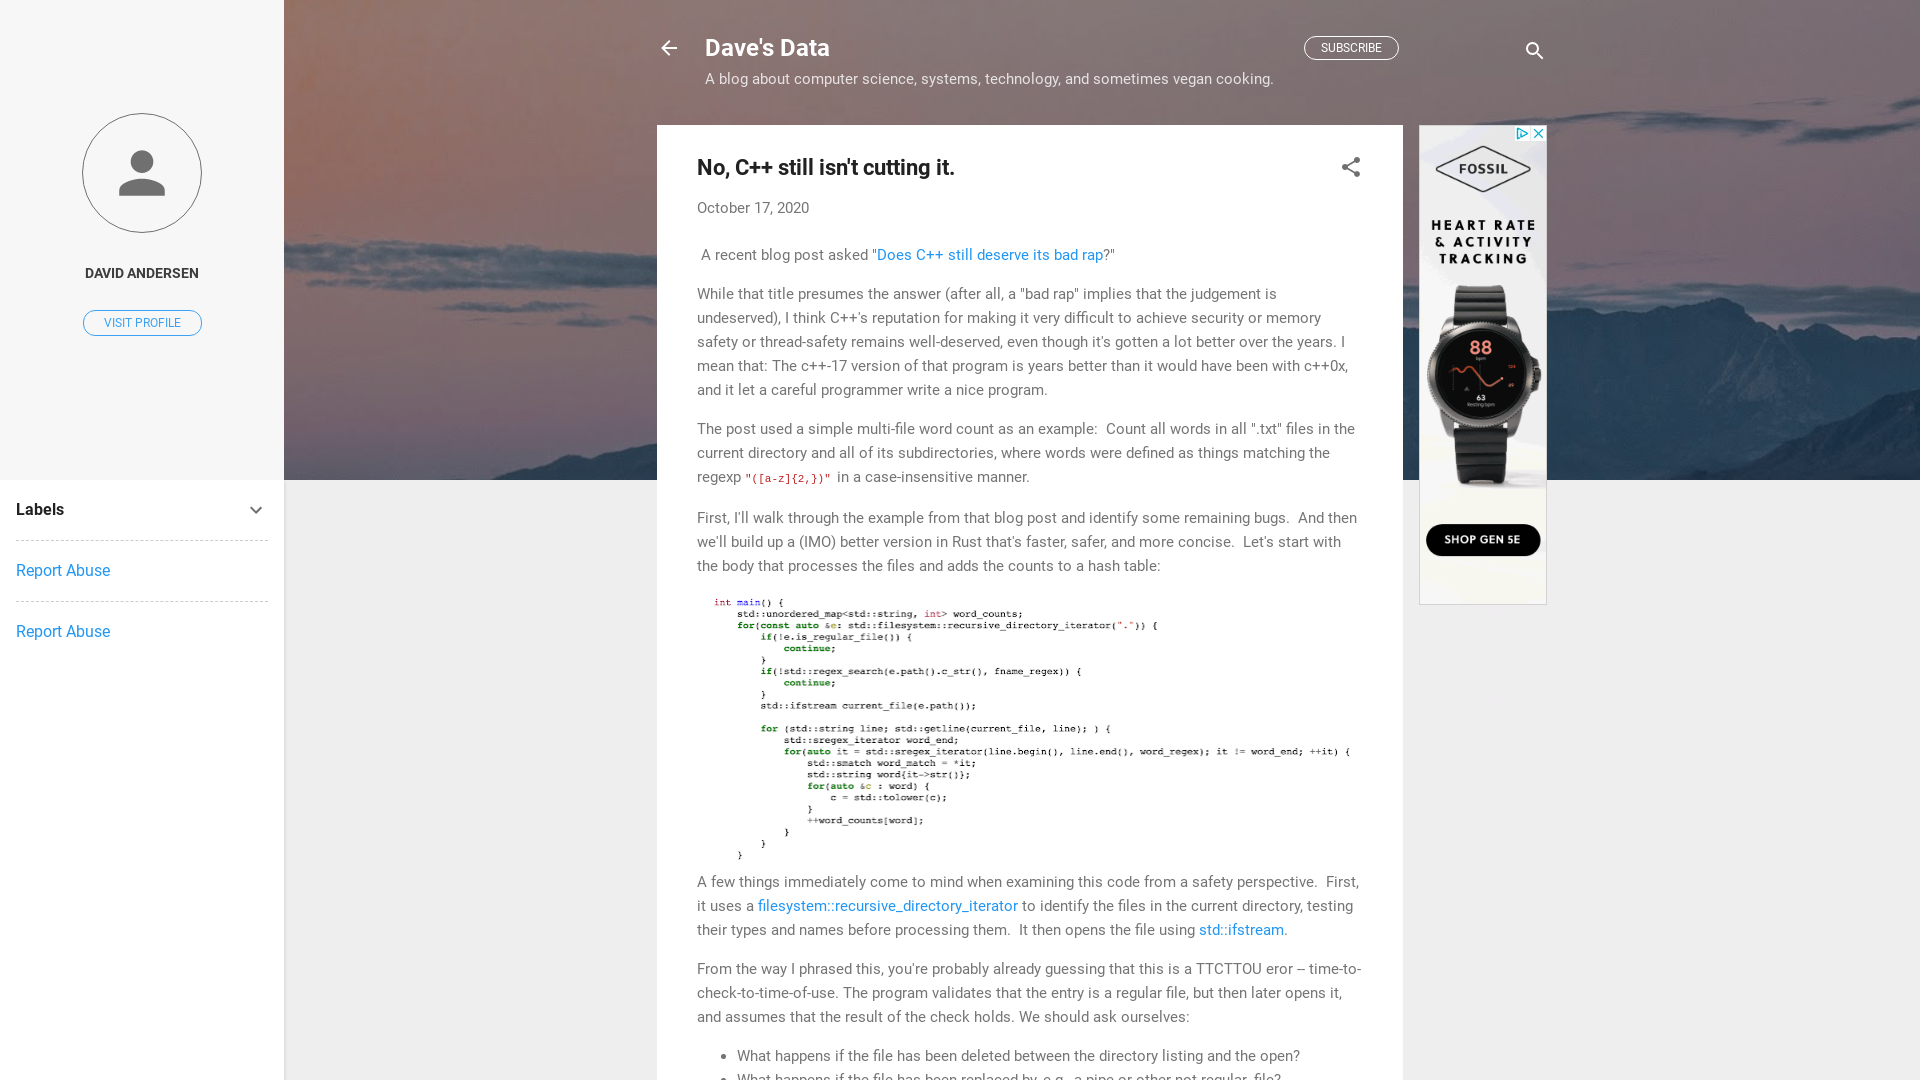 Dave's Data
SUBSCRIBE
A blog about computer science, systems, technology, and sometimes vegan cooking.
DAVID ANDERSEN
VISIT PROFILE
Labels
Report Abuse
Report Abuse
No, C++ still isn't cutting it.
October 17, 2020
A recent blog post asked "Does C++ still deserve its bad rap?"
While that title presumes the answer (after all, a "bad rap" implies that the judgement is
undeserved), I think C++'s reputation for making it very difficult to achieve security or memory
safety or thread-safety remains well-deserved, even though it's gotten a lot better over the years. I
mean that: The c++-17 version of that program is years better than it would have been with c++0x,
and it let a careful programmer write a nice program.
The post used a simple multi-file word count as an example:  Count all words in all ".txt" files in the
current directory and all of its subdirectories, where words were defined as things matching the
regexp "([a-z]{2,})" in a case-insensitive manner.
First, I'll walk through the example from that blog post and identify some remaining bugs.  And then
we'll build up a (IMO) better version in Rust that's faster, safer, and more concise.  Let's start with
the body that processes the files and adds the counts to a hash table:
int main() {
    std::unordered_map<std::string, int> word_counts;
    for(const auto &e: std::filesystem::recursive_directory_iterator(".")) {
        if(!e.is_regular_file()) {
            continue;
        }
        if(!std::regex_search(e.path().c_str(), fname_regex)) {
            continue;
        }
        std::ifstream current_file(e.path());
        for (std::string line; std::getline(current_file, line); ) {
            std::sregex_iterator word_end;
            for(auto it = std::sregex_iterator(line.begin(), line.end(), word_regex); it != word_end; ++it) {
                std::smatch word_match = *it;
                std::string word{it->str()};
                for(auto &c : word) {
                    c = std::tolower(c);
                }
                ++word_counts[word];
            }
        }
    }
A few things immediately come to mind when examining this code from a safety perspective.  First,
it uses a filesystem::recursive_directory_iterator to identify the files in the current directory, testing
their types and names before processing them.  It then opens the file using std::ifstream.
From the way I phrased this, you're probably already guessing that this is a TTCTTOU eror -- time-to-
check-to-time-of-use. The program validates that the entry is a regular file, but then later opens it,
and assumes that the result of the check holds. We should ask ourselves:
• What happens if the file has been deleted between the directory listing and the open?
• What happens if the file has been replaced by, e.g., a pipe or other not-regular-file?
FOSSIL
HEART RATE
& ACTIVITY
TRACKING
88
bpm
63
Resting bpm
SHOP GEN 5E